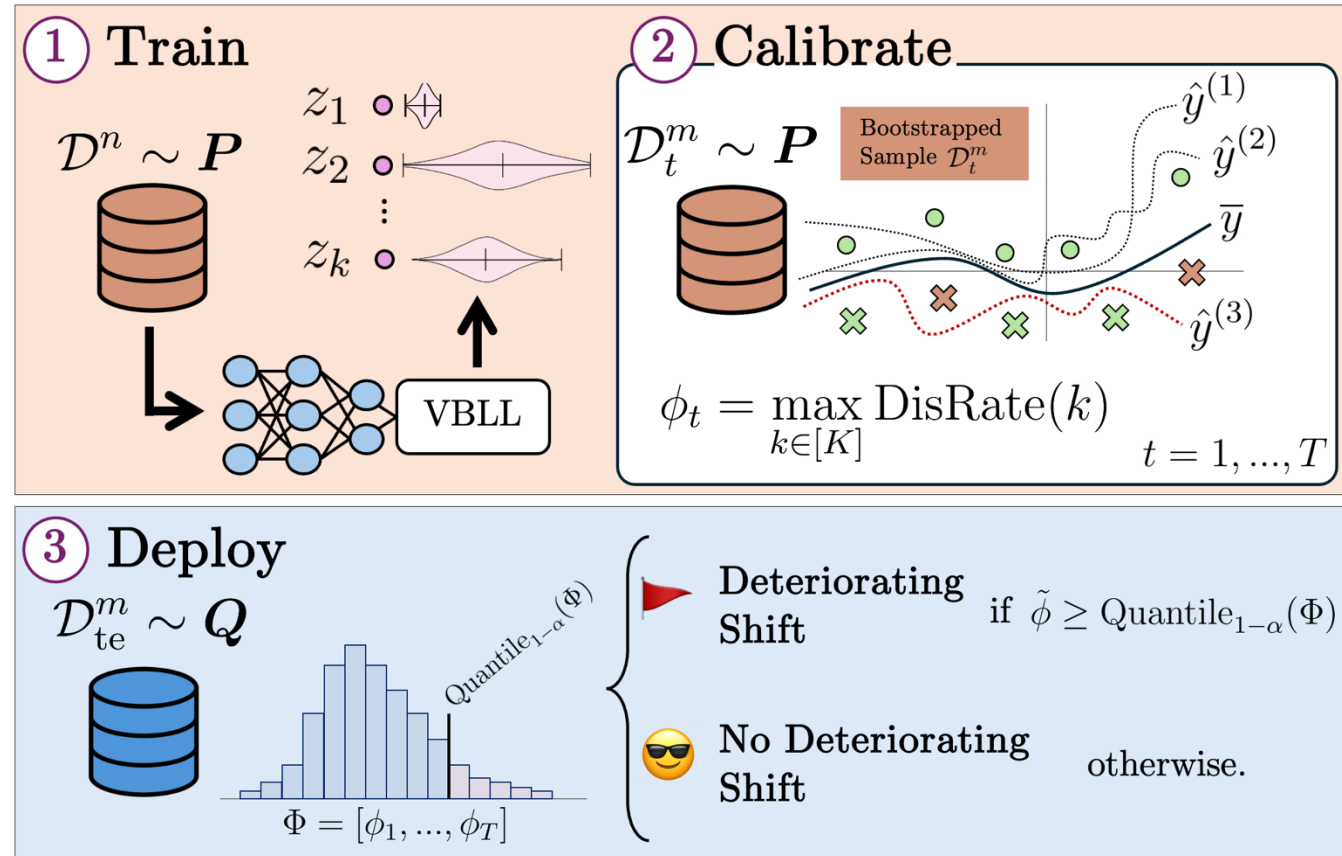 1 Train
𝒟ⁿ ∼ 𝑷
z₁
z₂
⋮
zₖ
VBLL
2 Calibrate
𝒟ₜᵐ ∼ 𝑷
Bootstrapped
Sample 𝒟ₜᵐ
ŷ⁽¹⁾
ŷ⁽²⁾
y̅
ŷ⁽³⁾
ϕₜ = max DisRate(k)
k∈[K]
t = 1, ..., T
3 Deploy
𝒟ₜₑᵐ ∼ 𝑸
Quantile₁₋α(Φ)
Φ = [ϕ₁, ..., ϕ_T]
Deteriorating
Shift
if ϕ̃ ≥ Quantile₁₋α(Φ)
No Deteriorating
Shift
otherwise.